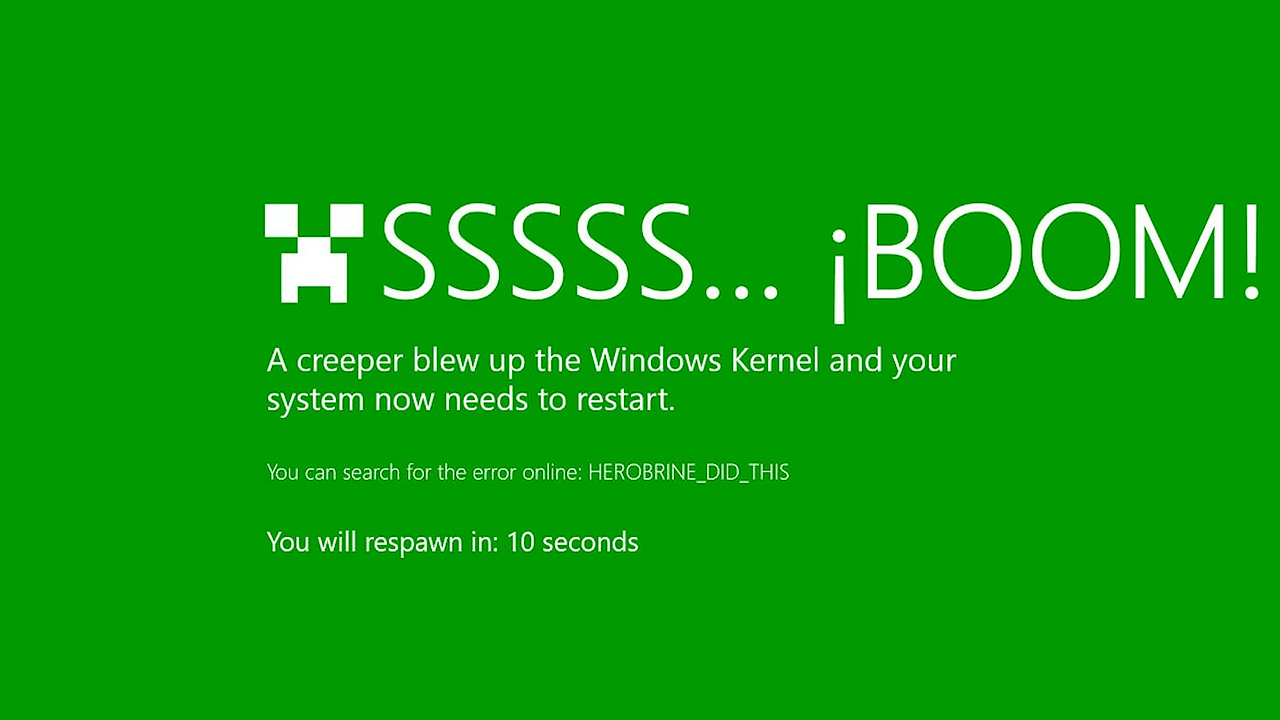 SSSSS... ¡BOOM!
A creeper blew up the Windows Kernel and your
system now needs to restart.
You can search for the error online: HEROBRINE_DID_THIS
You will respawn in: 10 seconds